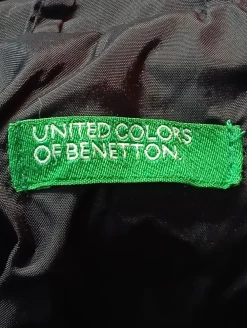 UNITED COLORS
OF BENETTON.